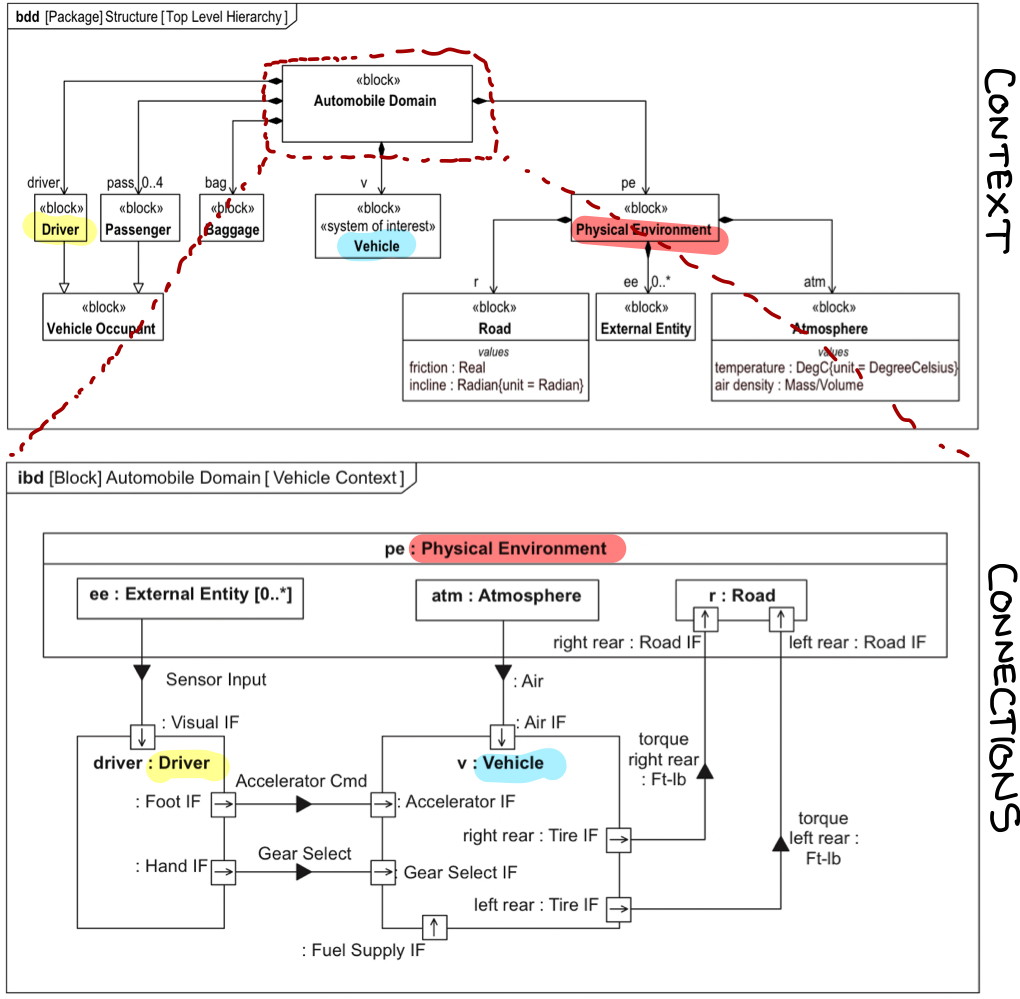 bdd [Package] Structure [Top Level Hierarchy]
«block»
Automobile Domain
driver
pass 0..4
bag
v
pe
«block»
Driver
«block»
Passenger
«block»
Baggage
«block»
«system of interest»
Vehicle
«block»
Physical Environment
r
ee 0..*
atm
«block»
Vehicle Occupant
«block»
Road
values
friction : Real
incline : Radian{unit = Radian}
«block»
External Entity
«block»
Atmosphere
values
temperature : DegC{unit = DegreeCelsius}
air density : Mass/Volume
CONTEXT
ibd [Block] Automobile Domain [ Vehicle Context ]
pe : Physical Environment
ee : External Entity [0..*]
atm : Atmosphere
r : Road
right rear : Road IF
left rear : Road IF
Sensor Input
: Air
: Visual IF
: Air IF
driver : Driver
v : Vehicle
torque
right rear
: Ft-lb
Accelerator Cmd
: Foot IF
: Accelerator IF
torque
left rear :
Ft-lb
right rear : Tire IF
Gear Select
: Hand IF
: Gear Select IF
left rear : Tire IF
: Fuel Supply IF
CONNECTIONS